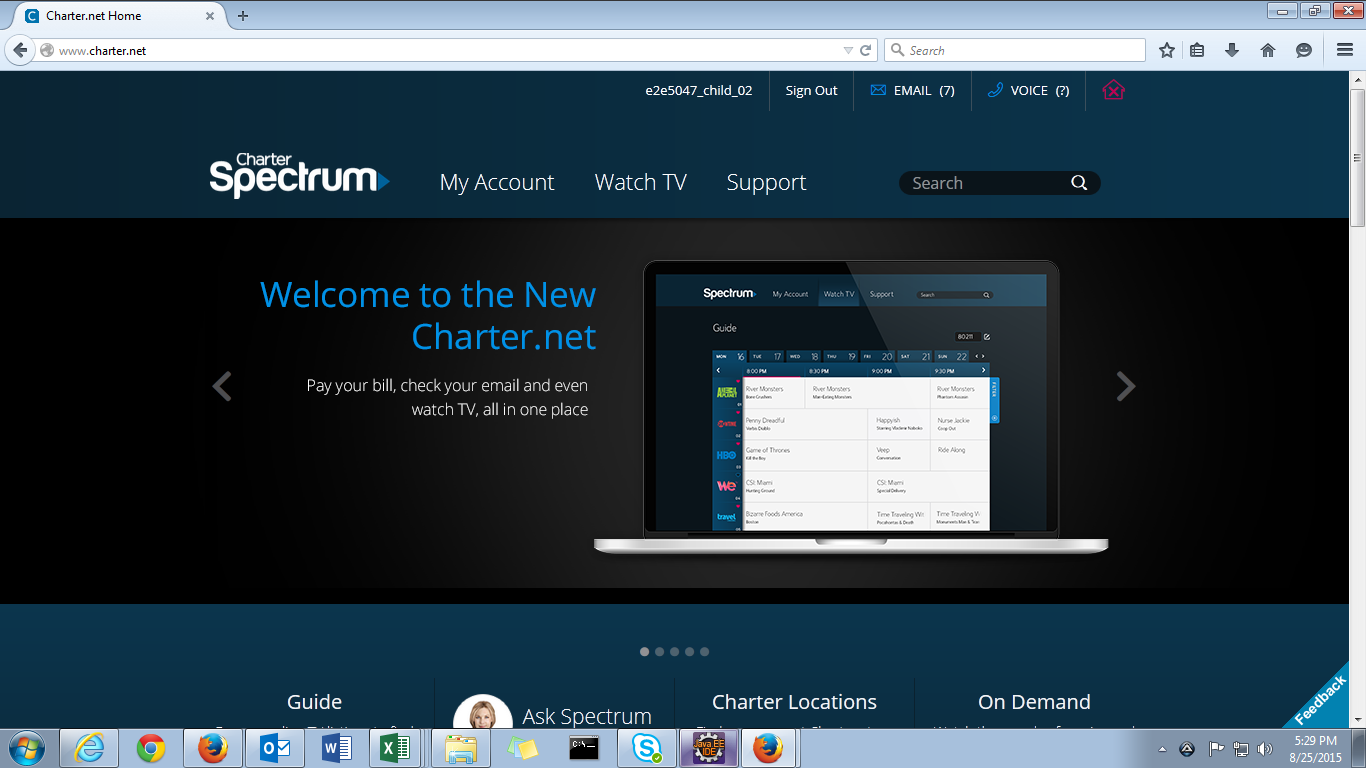 Charter.net Home
www.charter.net
Search
e2e5047_child_02
Sign Out
EMAIL (7)
VOICE (?)
Charter
Spectrum
My Account
Watch TV
Support
Search
Welcome to the New
Charter.net
Pay your bill, check your email and even
watch TV, all in one place
Spectrum
My Account
Watch TV
Support
Search
Guide
80211
MON 16 TUE 17 WED 18 THU 19 FRI 20 SAT 21 SUN 22
8:00 PM 8:30 PM 9:00 PM 9:30 PM
FILTER
River Monsters River Monsters River Monsters
Bone Crushers Man-Eating Monsters Phantom Assassin
Penny Dreadful Happyish Nurse Jackie
Verbis Diablo Starring Vladimir Nabokov Coop Out
HBO
Game of Thrones Veep Ride Along
Kill the Boy Conversation
We
CSI: Miami CSI: Miami
Hunting Ground Special Delivery
travel
Bizarre Foods America Time Traveling Wi Time Traveling V
Boston Pocahontas & Death Monuments Man & Trav
Guide
Ask Spectrum
Charter Locations
On Demand
Feedback
Java EE
IDE
5:29 PM
8/25/2015